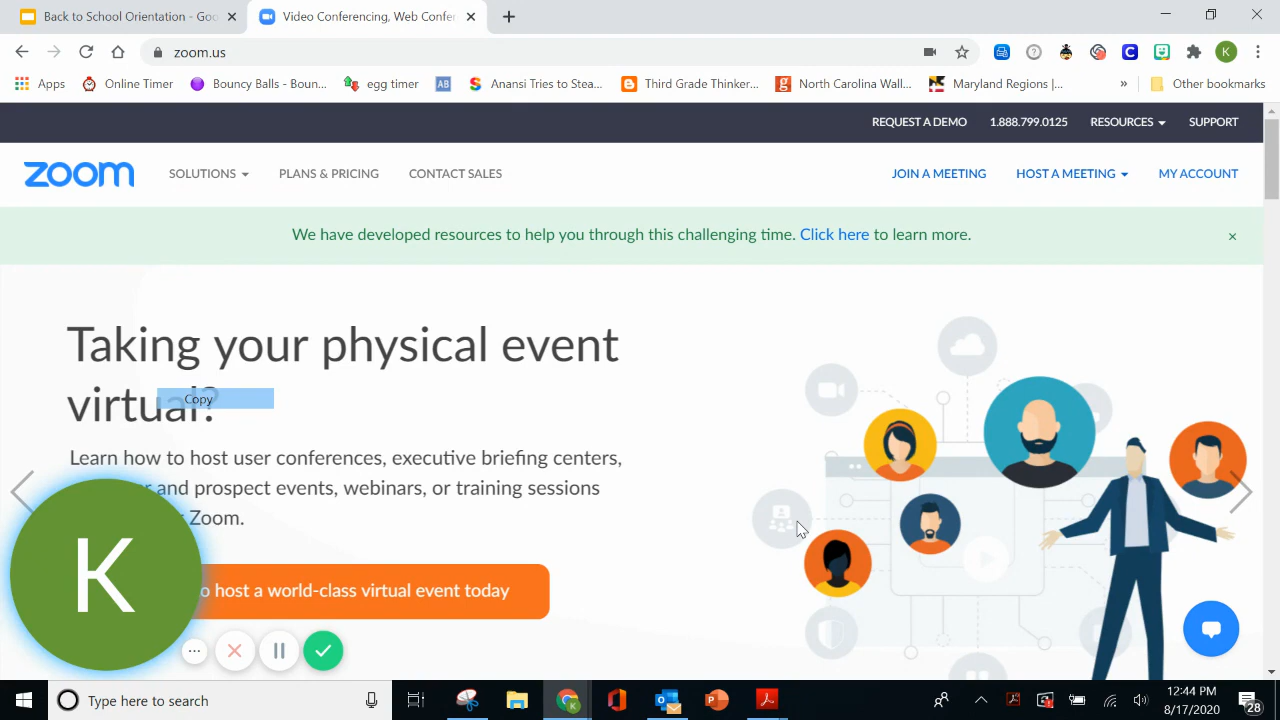 Back to School Orientation - Goo
Video Conferencing, Web Confer
zoom.us
K
Apps
Online Timer
Bouncy Balls - Boun...
egg timer
AB
Anansi Tries to Stea...
Third Grade Thinker...
North Carolina Wall...
Maryland Regions |...
»
Other bookmarks
REQUEST A DEMO
1.888.799.0125
RESOURCES
SUPPORT
zoom
SOLUTIONS
PLANS & PRICING
CONTACT SALES
JOIN A MEETING
HOST A MEETING
MY ACCOUNT
We have developed resources to help you through this challenging time. Click here to learn more.
Taking your physical event
virtual?
Copy
Learn how to host user conferences, executive briefing centers,
and prospect events, webinars, or training sessions
Zoom.
K
host a world-class virtual event today
Type here to search
12:44 PM
8/17/2020
28